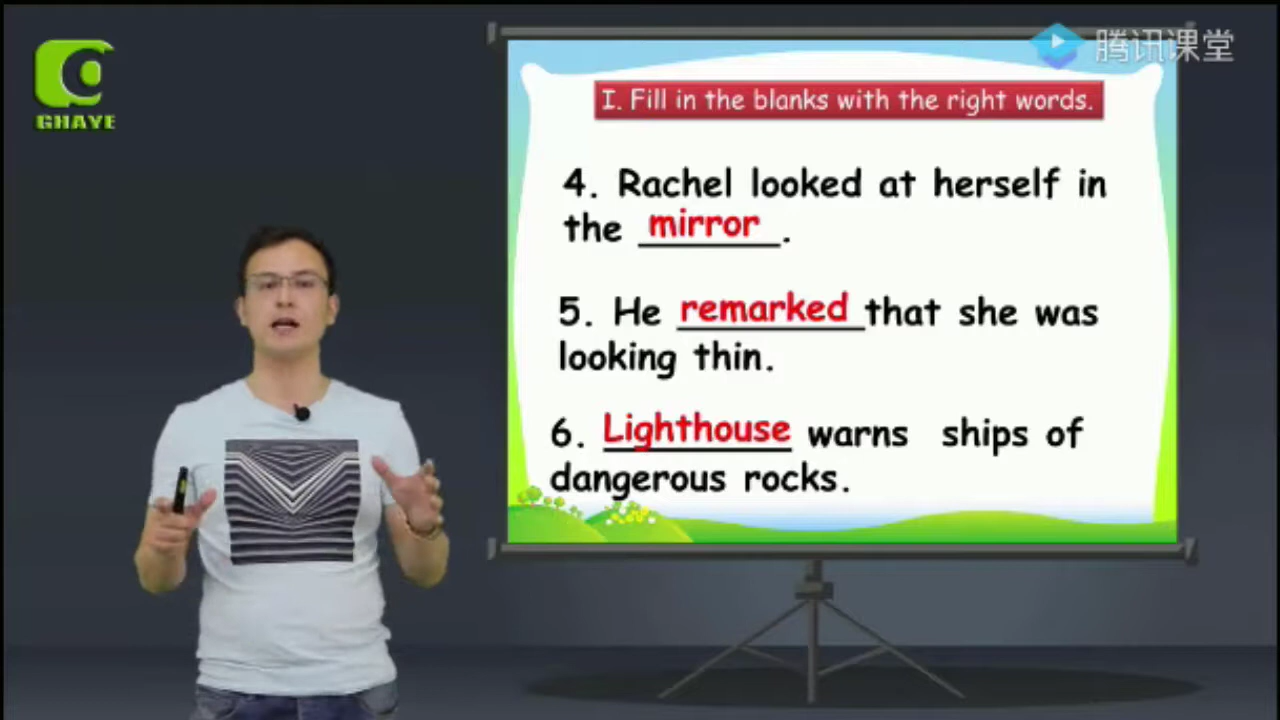 GHAYE
腾讯课堂
I. Fill in the blanks with the right words.
4. Rachel looked at herself in
the mirror.
5. He remarked that she was
looking thin.
6. Lighthouse warns ships of
dangerous rocks.